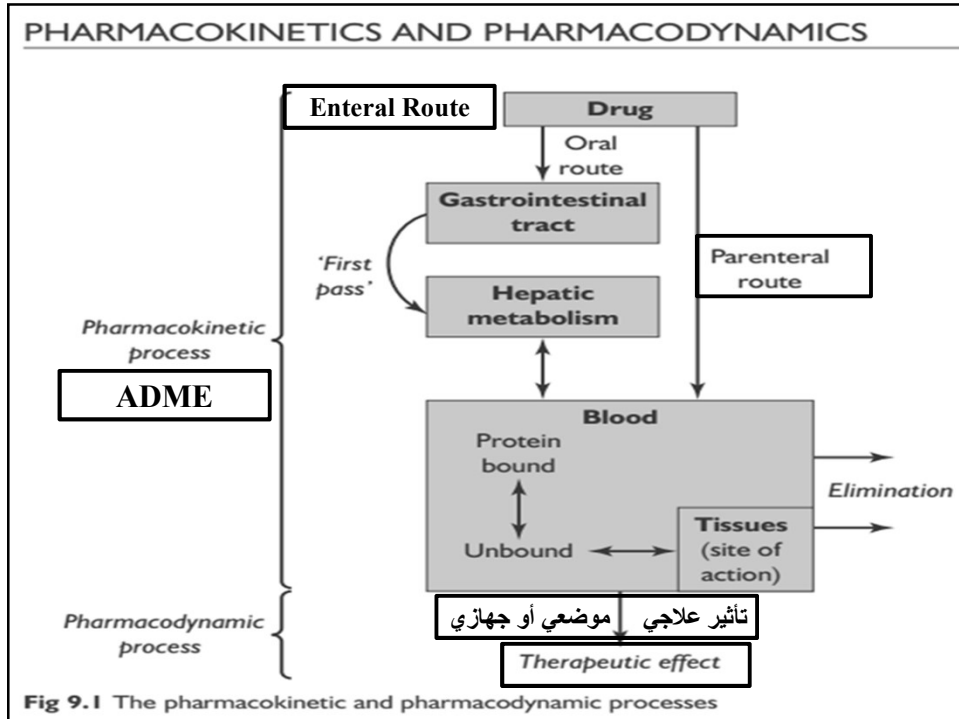 PHARMACOKINETICS AND PHARMACODYNAMICS
Enteral Route
Drug
Oral
route
Gastrointestinal
tract
Parenteral
route
'First
pass'
Hepatic
metabolism
Pharmacokinetic
process
ADME
Blood
Protein
bound
Elimination
Unbound
Tissues
(site of
action)
تأثير علاجي موضعي أو جهازي
Pharmacodynamic
process
Therapeutic effect
Fig 9.1 The pharmacokinetic and pharmacodynamic processes